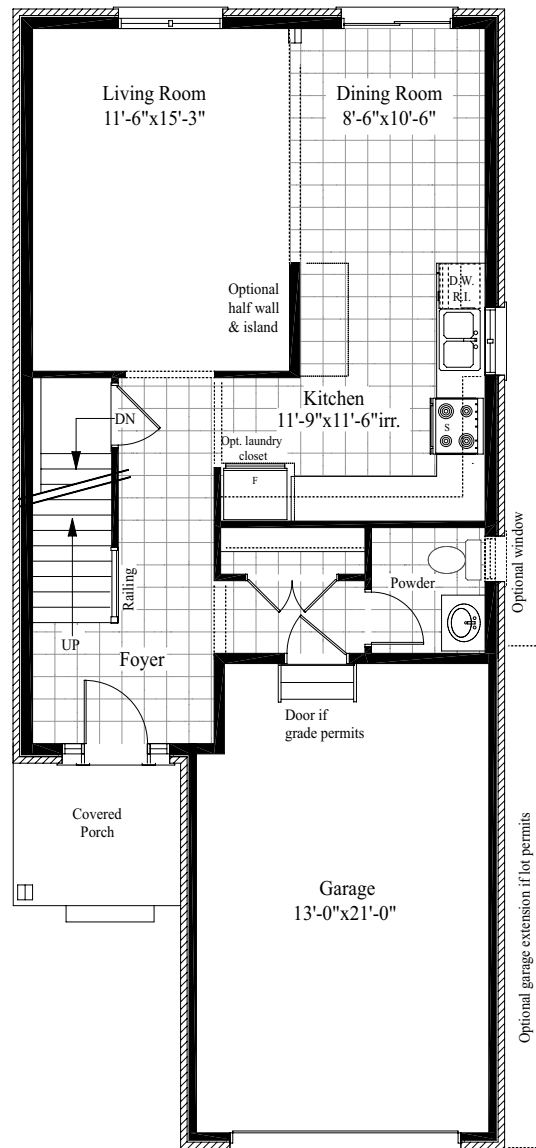 Living Room
11'-6"x15'-3"
Dining Room
8'-6"x10'-6"
D.W.
R.I.
Optional
half wall
& island
Kitchen
11'-9"x11'-6"irr.
S
DN
Opt. laundry
closet
F
Optional window
Railing
Powder
UP
Foyer
Door if
grade permits
Covered
Porch
Garage
13'-0"x21'-0"
Optional garage extension if lot permits